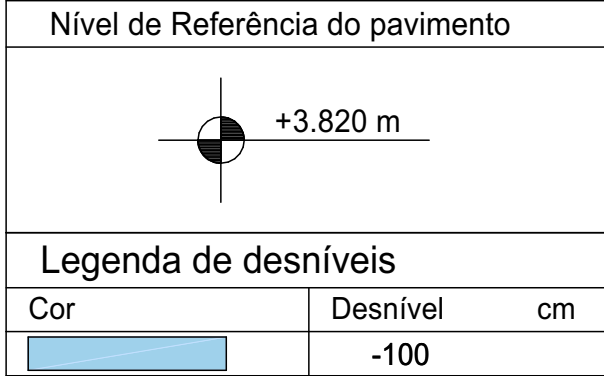 Nível de Referência do pavimento
+3.820 m
Legenda de desníveis
Cor Desnível cm
-100